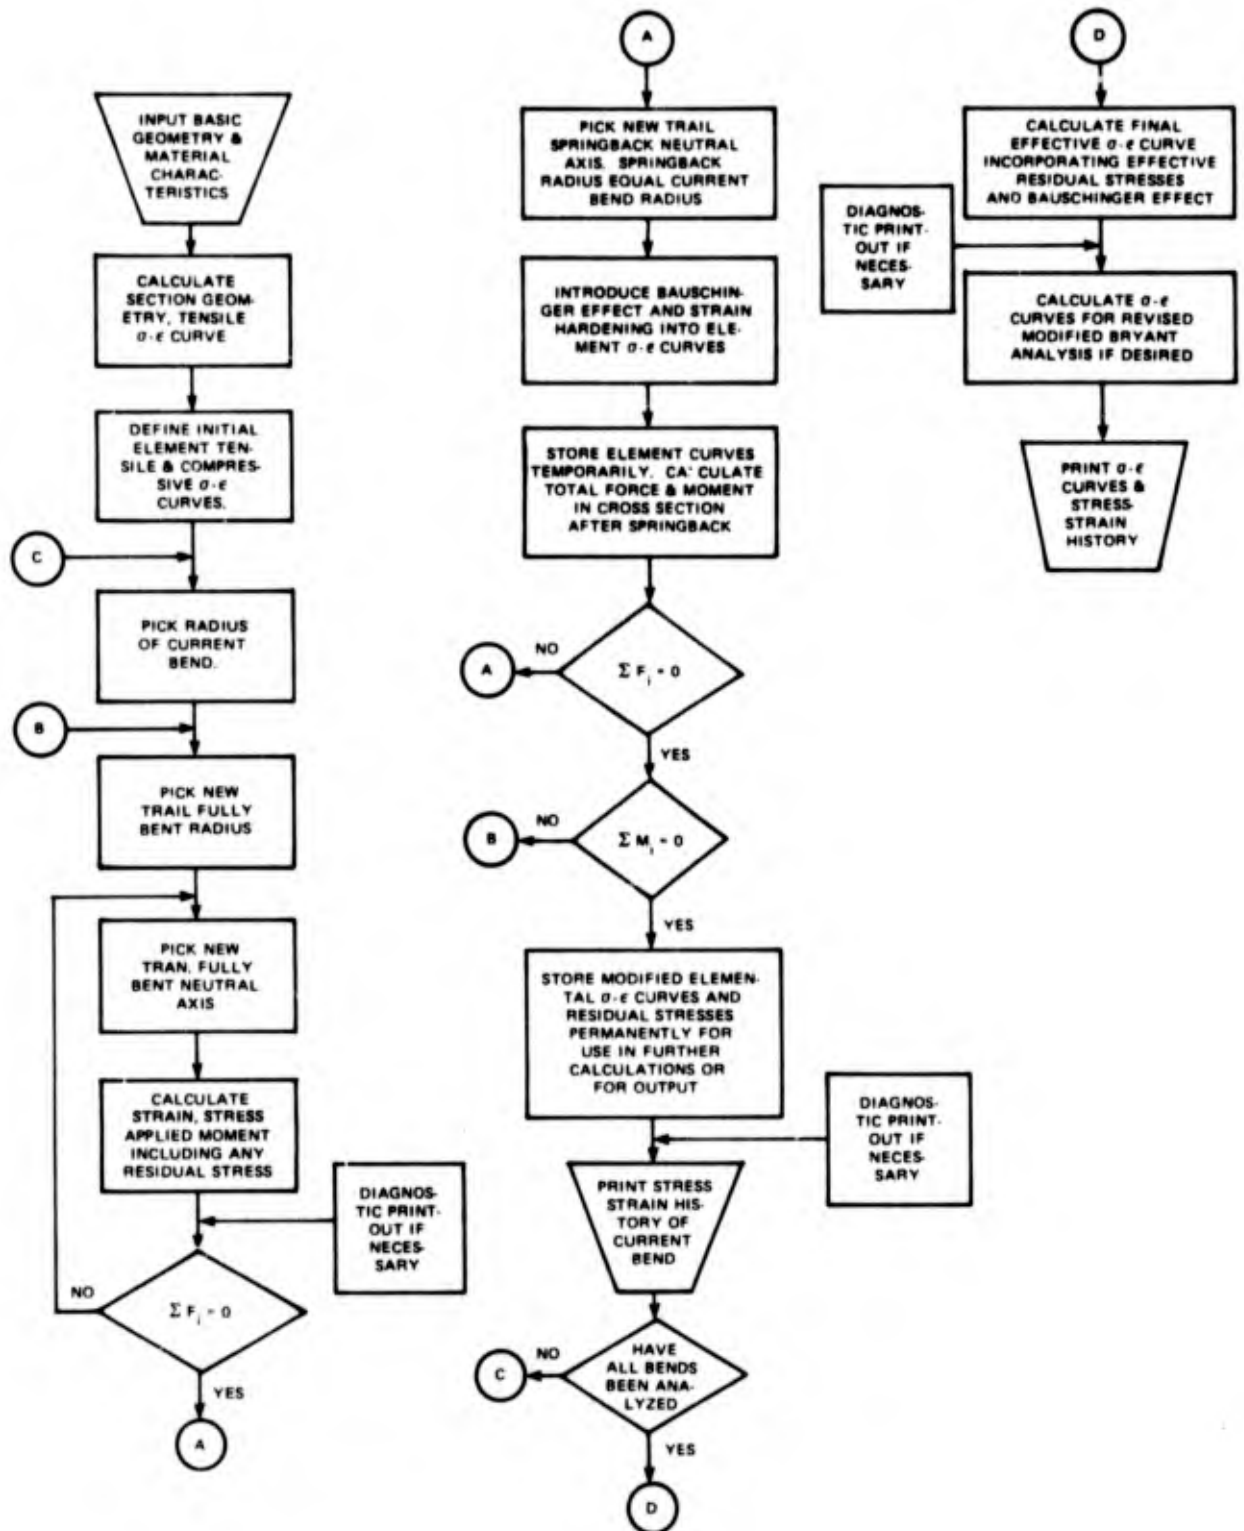 INPUT BASIC
GEOMETRY &
MATERIAL
CHARAC-
TERISTICS
CALCULATE
SECTION GEOM-
ETRY, TENSILE
σ-ε CURVE
DEFINE INITIAL
ELEMENT TEN-
SILE & COMPRES-
SIVE σ-ε
CURVES.
C
PICK RADIUS
OF CURRENT
BEND.
B
PICK NEW
TRAIL FULLY
BENT RADIUS
PICK NEW
TRAN. FULLY
BENT NEUTRAL
AXIS
CALCULATE
STRAIN, STRESS
APPLIED MOMENT
INCLUDING ANY
RESIDUAL STRESS
DIAGNOS-
TIC PRINT-
OUT IF
NECES-
SARY
NO
Σ F_i = 0
YES
A
A
PICK NEW TRAIL
SPRINGBACK NEUTRAL
AXIS. SPRINGBACK
RADIUS EQUAL CURRENT
BEND RADIUS
INTRODUCE BAUSCHIN-
GER EFFECT AND STRAIN
HARDENING INTO ELE-
MENT σ-ε CURVES
STORE ELEMENT CURVES
TEMPORARILY. CA' CULATE
TOTAL FORCE & MOMENT
IN CROSS SECTION
AFTER SPRINGBACK
NO
A
Σ F_i = 0
YES
NO
B
Σ M_i = 0
YES
STORE MODIFIED ELEMEN-
TAL σ-ε CURVES AND
RESIDUAL STRESSES
PERMANENTLY FOR
USE IN FURTHER
CALCULATIONS OR
FOR OUTPUT
DIAGNOS-
TIC PRINT-
OUT IF
NECES-
SARY
PRINT STRESS
STRAIN HIS-
TORY OF
CURRENT
BEND
NO
C
HAVE
ALL BENDS
BEEN ANA-
LYZED
YES
D
D
CALCULATE FINAL
EFFECTIVE σ-ε CURVE
INCORPORATING EFFECTIVE
RESIDUAL STRESSES
AND BAUSCHINGER EFFECT
DIAGNOS-
TIC PRINT-
OUT IF
NECES-
SARY
CALCULATE σ-ε
CURVES FOR REVISED
MODIFIED BRYANT
ANALYSIS IF DESIRED
PRINT σ-ε
CURVES &
STRESS-
STRAIN
HISTORY